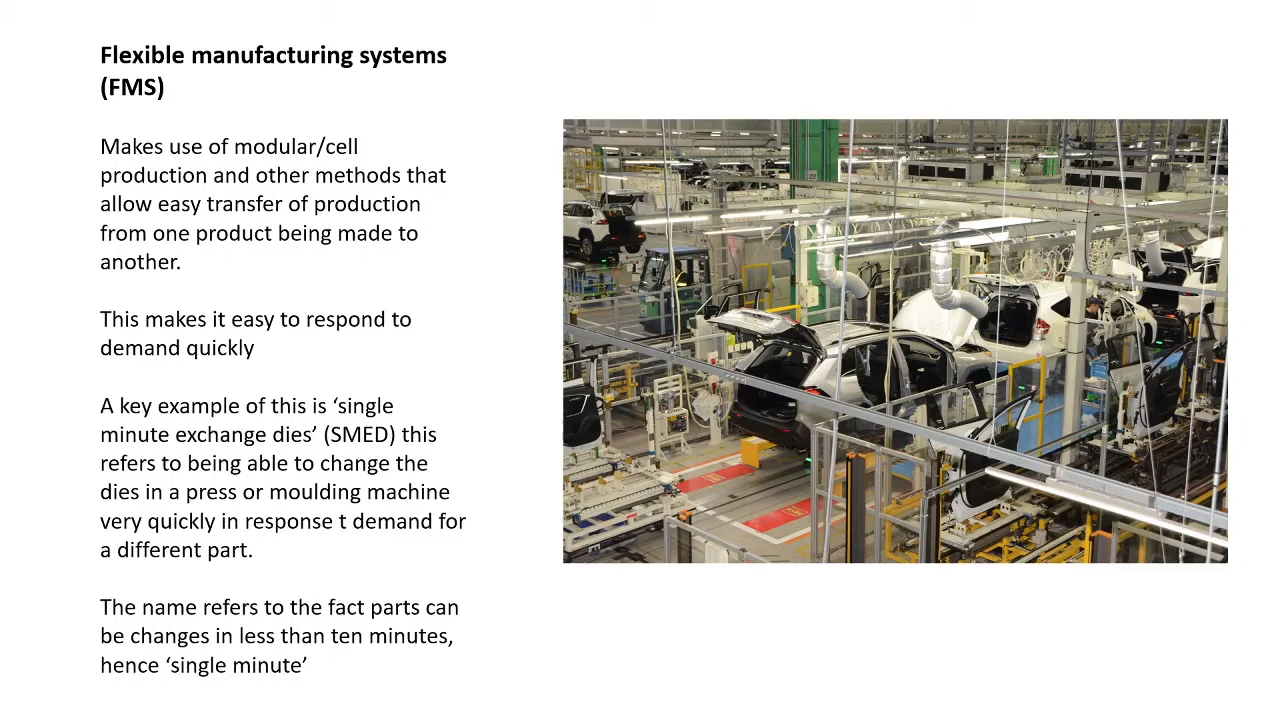 Flexible manufacturing systems
(FMS)
Makes use of modular/cell
production and other methods that
allow easy transfer of production
from one product being made to
another.
This makes it easy to respond to
demand quickly
A key example of this is ‘single
minute exchange dies’ (SMED) this
refers to being able to change the
dies in a press or moulding machine
very quickly in response t demand for
a different part.
The name refers to the fact parts can
be changes in less than ten minutes,
hence ‘single minute’